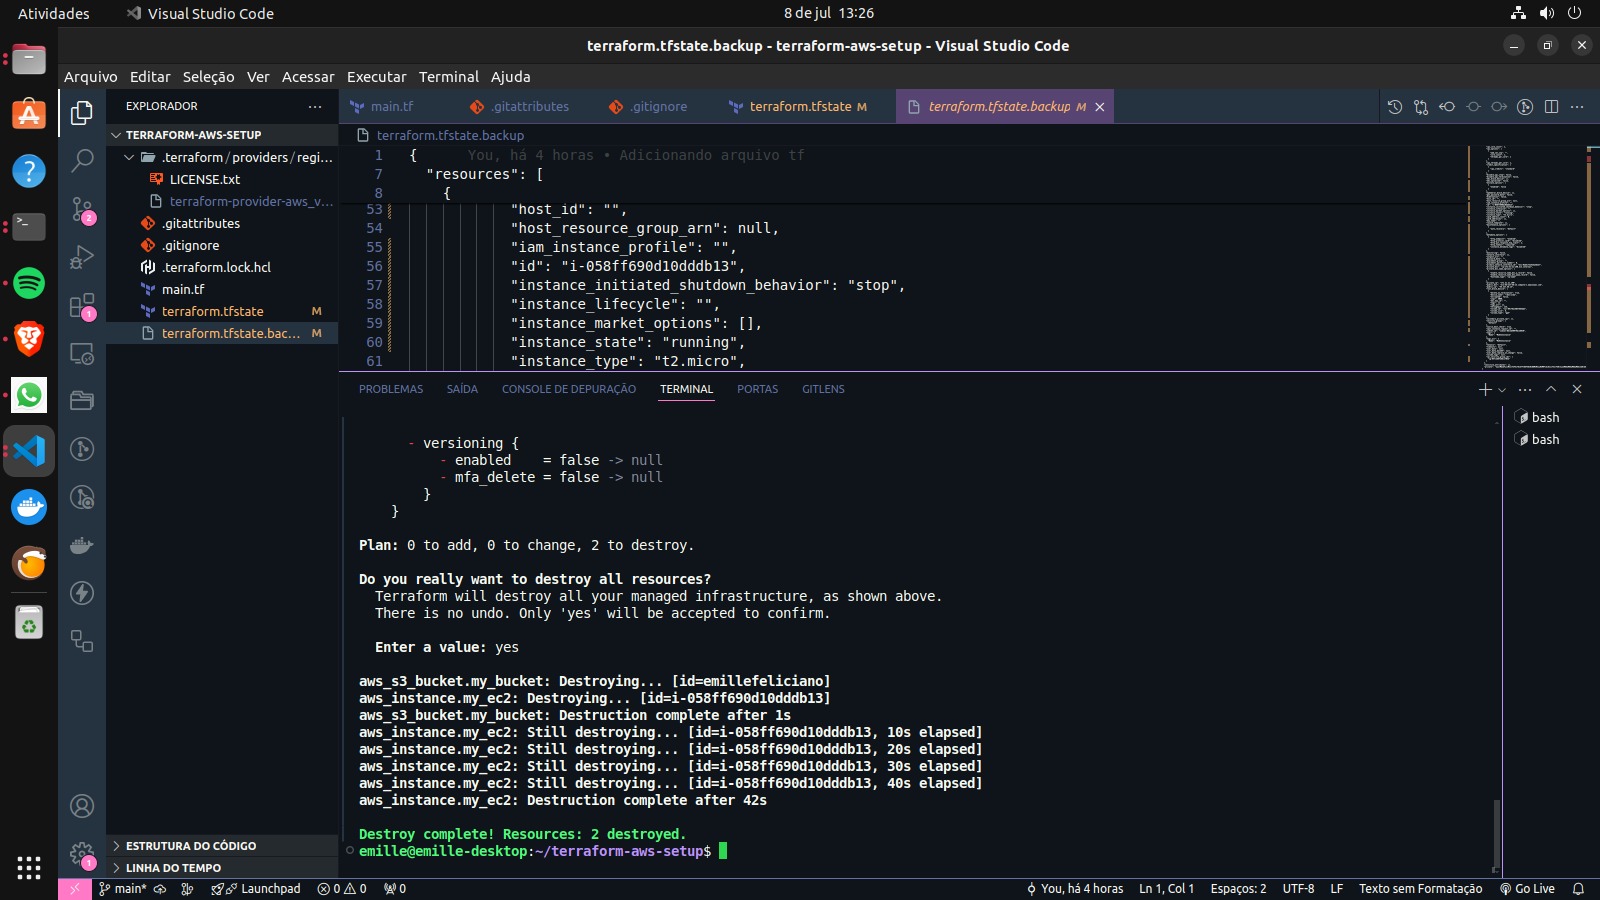 Atividades
Visual Studio Code
8 de jul 13:26
terraform.tfstate.backup - terraform-aws-setup - Visual Studio Code
Arquivo Editar Seleção Ver Acessar Executar Terminal Ajuda
EXPLORADOR
TERRAFORM-AWS-SETUP
.terraform/providers/regi...
LICENSE.txt
terraform-provider-aws_v...
.gitattributes
.gitignore
.terraform.lock.hcl
main.tf
terraform.tfstate M
terraform.tfstate.bac... M
ESTRUTURA DO CÓDIGO
LINHA DO TEMPO
2
1
1
main.tf
.gitattributes
.gitignore
terraform.tfstate M
terraform.tfstate.backup M
terraform.tfstate.backup
1 { You, há 4 horas • Adicionando arquivo tf
7 "resources": [
8 {
53 "host_id": "",
54 "host_resource_group_arn": null,
55 "iam_instance_profile": "",
56 "id": "i-058ff690d10dddb13",
57 "instance_initiated_shutdown_behavior": "stop",
58 "instance_lifecycle": "",
59 "instance_market_options": [],
60 "instance_state": "running",
61 "instance_type": "t2.micro",
PROBLEMAS SAÍDA CONSOLE DE DEPURAÇÃO TERMINAL PORTAS GITLENS
bash
bash
- versioning {
- enabled = false -> null
- mfa_delete = false -> null
}
}
Plan: 0 to add, 0 to change, 2 to destroy.
Do you really want to destroy all resources?
Terraform will destroy all your managed infrastructure, as shown above.
There is no undo. Only 'yes' will be accepted to confirm.
Enter a value: yes
aws_s3_bucket.my_bucket: Destroying... [id=emillefeliciano]
aws_instance.my_ec2: Destroying... [id=i-058ff690d10dddb13]
aws_s3_bucket.my_bucket: Destruction complete after 1s
aws_instance.my_ec2: Still destroying... [id=i-058ff690d10dddb13, 10s elapsed]
aws_instance.my_ec2: Still destroying... [id=i-058ff690d10dddb13, 20s elapsed]
aws_instance.my_ec2: Still destroying... [id=i-058ff690d10dddb13, 30s elapsed]
aws_instance.my_ec2: Still destroying... [id=i-058ff690d10dddb13, 40s elapsed]
aws_instance.my_ec2: Destruction complete after 42s
Destroy complete! Resources: 2 destroyed.
emille@emille-desktop:~/terraform-aws-setup$
main* Launchpad 0 0 0
You, há 4 horas Ln 1, Col 1 Espaços: 2 UTF-8 LF Texto sem Formatação Go Live